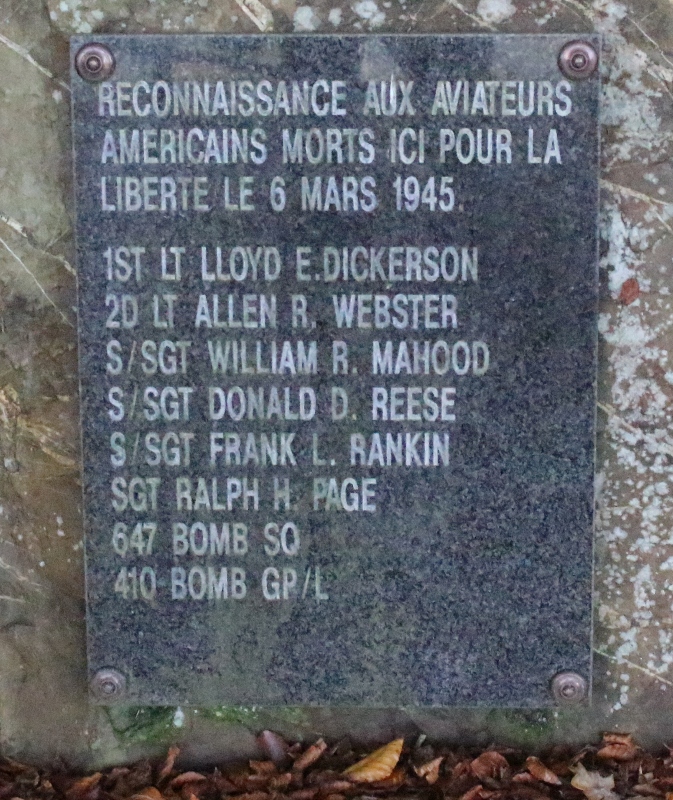 RECONNAISSANCE AUX AVIATEURS
AMERICAINS MORTS ICI POUR LA
LIBERTE LE 6 MARS 1945.
1ST LT LLOYD E.DICKERSON
2D LT ALLEN R. WEBSTER
S/SGT WILLIAM R. MAHOOD
S/SGT DONALD D. REESE
S/SGT FRANK L. RANKIN
SGT RALPH H. PAGE
647 BOMB SQ
410 BOMB GP/L